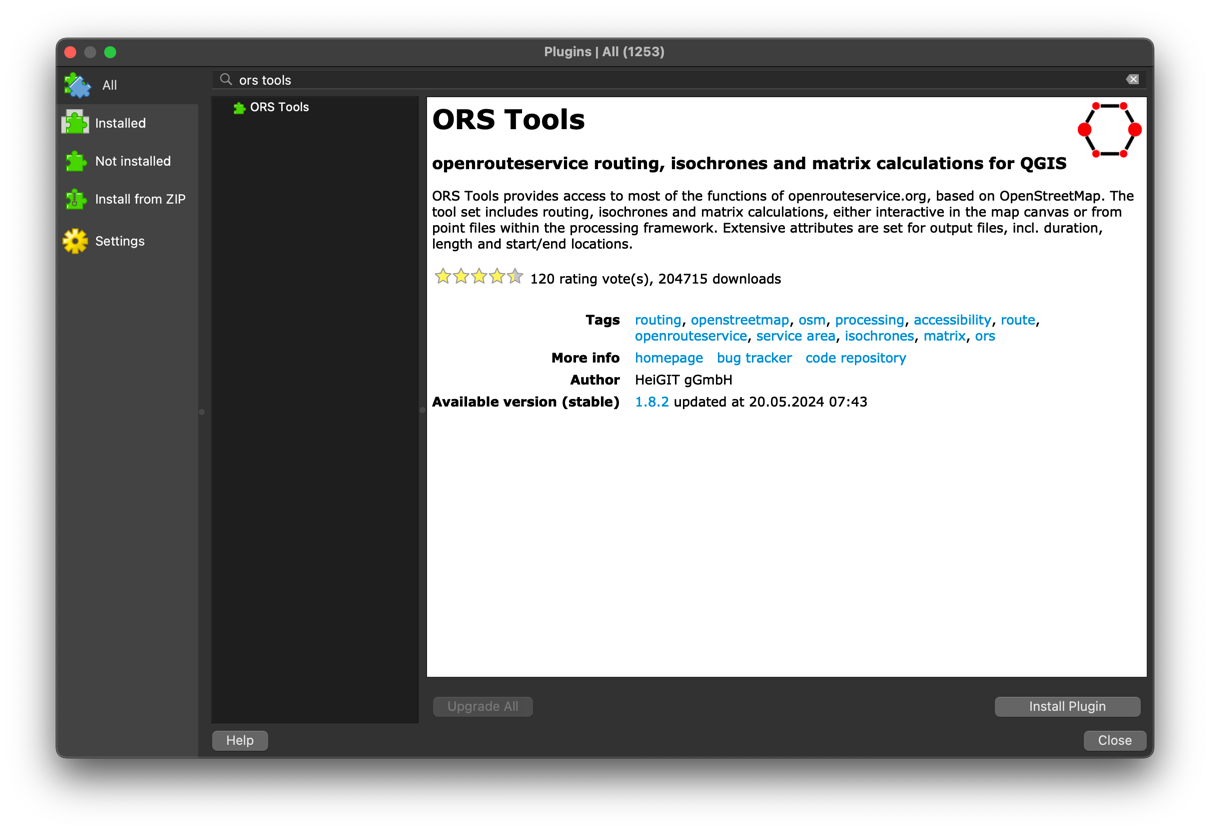 Plugins | All (1253)
All
Installed
Not installed
Install from ZIP
Settings
ors tools
ORS Tools
ORS Tools
openrouteservice routing, isochrones and matrix calculations for QGIS
ORS Tools provides access to most of the functions of openrouteservice.org, based on OpenStreetMap. The
tool set includes routing, isochrones and matrix calculations, either interactive in the map canvas or from
point files within the processing framework. Extensive attributes are set for output files, incl. duration,
length and start/end locations.
120 rating vote(s), 204715 downloads
Tags routing, openstreetmap, osm, processing, accessibility, route,
openrouteservice, service area, isochrones, matrix, ors
More info homepage bug tracker code repository
Author HeiGIT gGmbH
Available version (stable) 1.8.2 updated at 20.05.2024 07:43
Upgrade All Install Plugin
Help Close